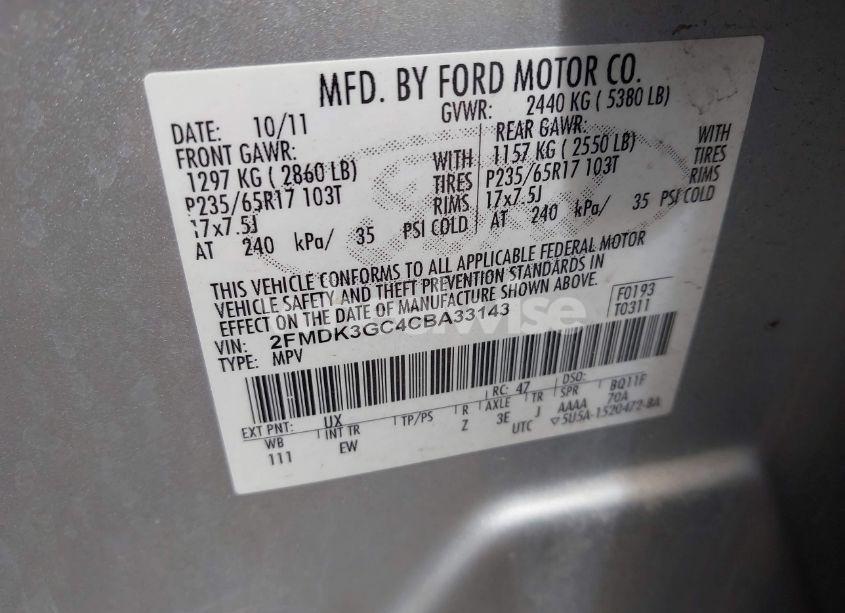 MFD. BY FORD MOTOR CO.
DATE: 10/11 GVWR: 2440 KG ( 5380 LB)
FRONT GAWR: WITH REAR GAWR: WITH
1297 KG ( 2860 LB) TIRES 1157 KG ( 2550 LB) TIRES
P235/65R17 103T RIMS P235/65R17 103T RIMS
17x7.5J 17x7.5J
AT 240 kPa/ 35 PSI COLD AT 240 kPa/ 35 PSI COLD
THIS VEHICLE CONFORMS TO ALL APPLICABLE FEDERAL MOTOR
VEHICLE SAFETY AND THEFT PREVENTION STANDARDS IN
EFFECT ON THE DATE OF MANUFACTURE SHOWN ABOVE.
F0193
T0311
VIN: 2FMDK3GC4CBA33143
TYPE: MPV
EXT PNT: UX RC: 47 DSO:
WB INT TR TP/PS R AXLE TR SPR BQ11F
111 EW Z 3E J AAAA 70A
UTC ▽5U5A-1520472-BA